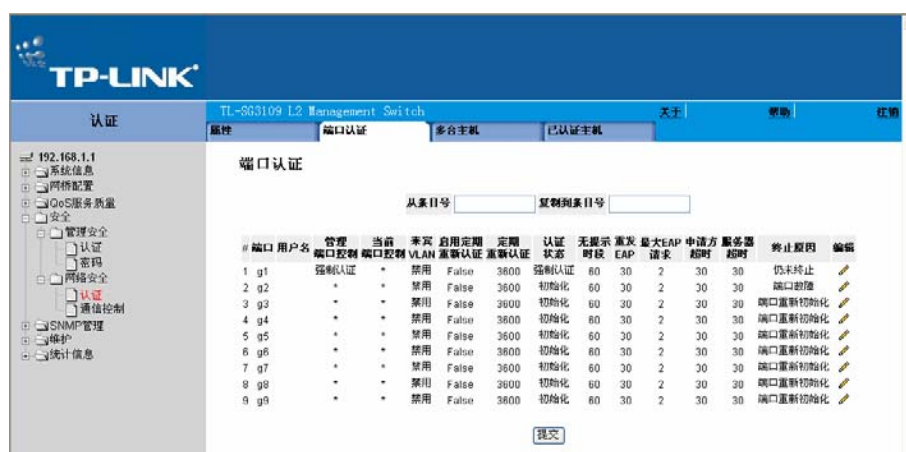 TP-LINK
认证
TL-SG3109 L2 Management Switch 关于 帮助 注销
属性 端口认证 多台主机 已认证主机
192.168.1.1
系统信息
网桥配置
QoS服务质量
安全
管理安全
认证
密码
网络安全
认证
通信控制
SNMP管理
维护
统计信息
端口认证
从条目号 复制到条目号
# 端口 用户名 管理端口控制 当前端口控制 来宾VLAN 启用定期重新认证 定期重新认证 认证状态 无提示时段 重发EAP 最大EAP请求 申请方超时 服务器超时 终止原因 编辑
1 g1 强制认证 * 禁用 False 3600 强制认证 60 30 2 30 30 仍未终止
2 g2 * * 禁用 False 3600 初始化 60 30 2 30 30 端口故障
3 g3 * * 禁用 False 3600 初始化 60 30 2 30 30 端口重新初始化
4 g4 * * 禁用 False 3600 初始化 60 30 2 30 30 端口重新初始化
5 g5 * * 禁用 False 3600 初始化 60 30 2 30 30 端口重新初始化
6 g6 * * 禁用 False 3600 初始化 60 30 2 30 30 端口重新初始化
7 g7 * * 禁用 False 3600 初始化 60 30 2 30 30 端口重新初始化
8 g8 * * 禁用 False 3600 初始化 60 30 2 30 30 端口重新初始化
9 g9 * * 禁用 False 3600 初始化 60 30 2 30 30 端口重新初始化
提交